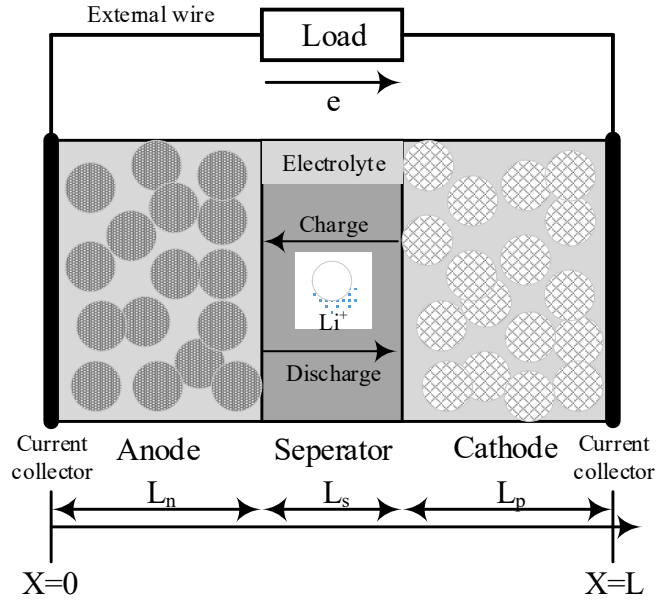 External wire
Load
e
Electrolyte
Charge
Li+
Discharge
Current collector
Anode
Seperator
Cathode
Current collector
Ln
Ls
Lp
X=0
X=L